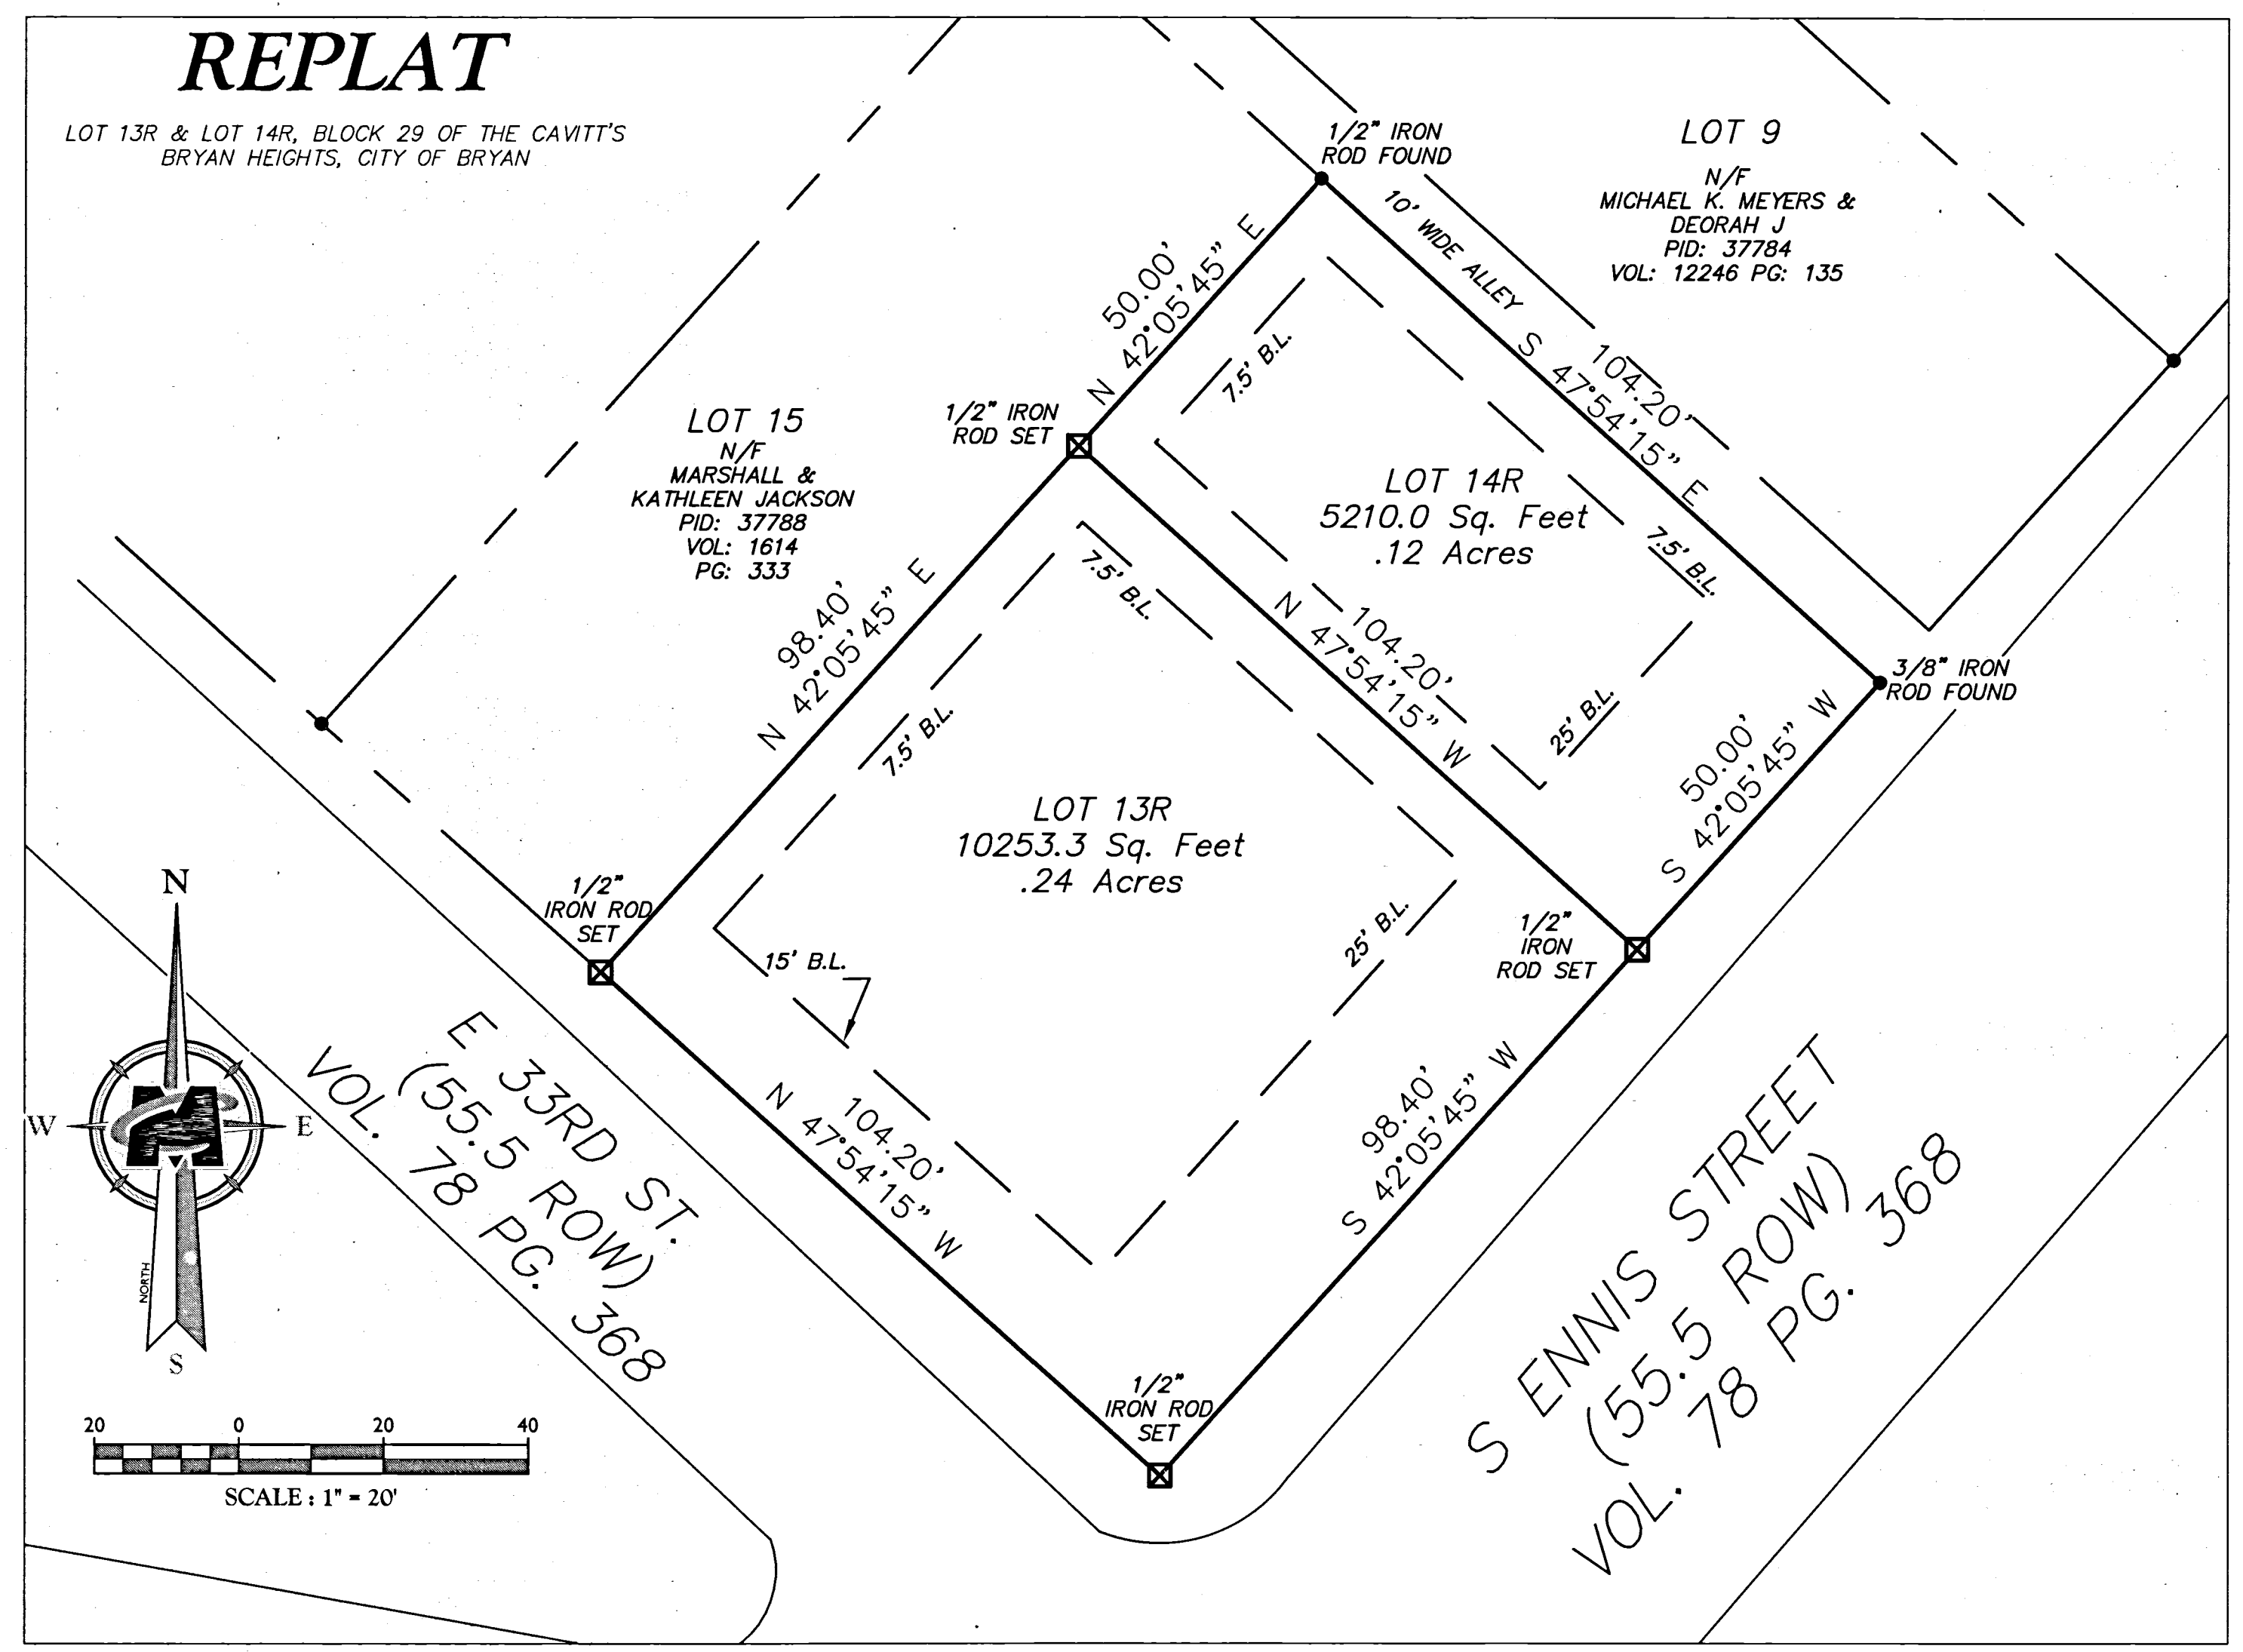 REPLAT
LOT 13R & LOT 14R, BLOCK 29 OF THE CAVITT'S
BRYAN HEIGHTS, CITY OF BRYAN
1/2" IRON
ROD FOUND
LOT 9
N/F
MICHAEL K. MEYERS &
DEORAH J
PID: 37784
VOL: 12246 PG: 135
10' WIDE ALLEY
50.00'
N 42°05'45" E
104.20'
S 47°54'15" E
7.5' B.L.
1/2" IRON
ROD SET
LOT 15
N/F
MARSHALL &
KATHLEEN JACKSON
PID: 37788
VOL: 1614
PG: 333
LOT 14R
5210.0 Sq. Feet
.12 Acres
7.5' B.L.
7.5' B.L.
98.40'
N 42°05'45" E
104.20'
N 47°54'15" W
3/8" IRON
ROD FOUND
25' B.L.
7.5' B.L.
50.00'
S 42°05'45" W
LOT 13R
10253.3 Sq. Feet
.24 Acres
1/2"
IRON ROD
SET
25' B.L.
1/2"
IRON
ROD SET
15' B.L.
N
W
E
NORTH
S
E 33RD ST.
(55.5 ROW)
VOL. 78 PG. 368
104.20'
N 47°54'15" W
98.40'
S 42°05'45" W
S ENNIS STREET
(55.5 ROW)
VOL. 78 PG. 368
1/2"
IRON ROD
SET
20 0 20 40
SCALE : 1" = 20'